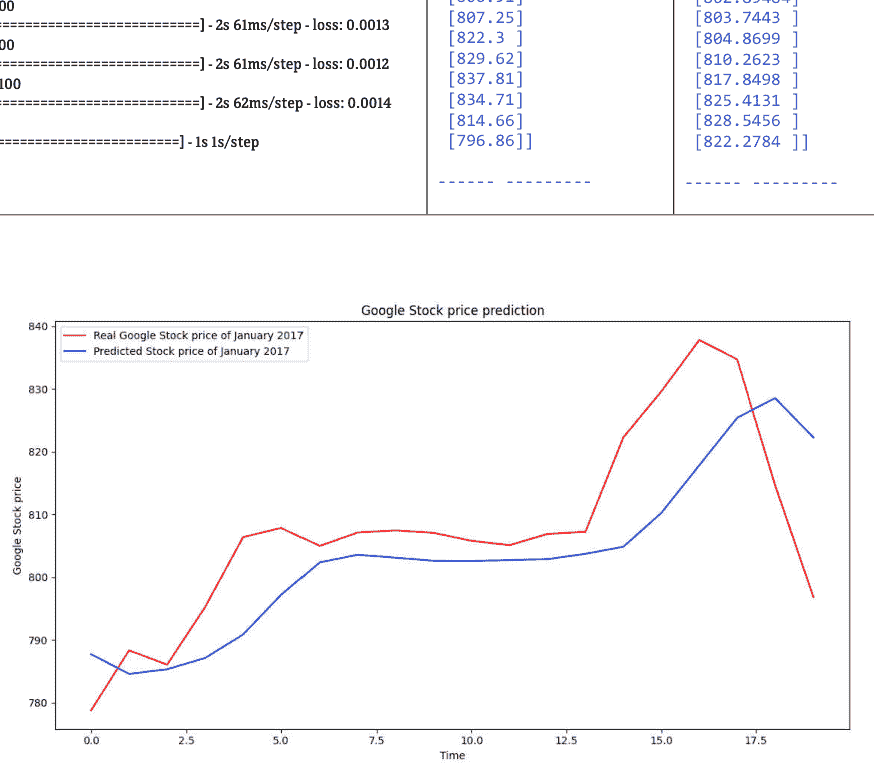 00
=========================] - 2s 61ms/step - loss: 0.0013
00
=========================] - 2s 61ms/step - loss: 0.0012
100
=========================] - 2s 62ms/step - loss: 0.0014
=======================] - 1s 1s/step
[807.25]
[822.3 ]
[829.62]
[837.81]
[834.71]
[814.66]
[796.86]]
------ ---------
[803.7443 ]
[804.8699 ]
[810.2623 ]
[817.8498 ]
[825.4131 ]
[828.5456 ]
[822.2784 ]]
------ ---------
Google Stock price prediction
Real Google Stock price of January 2017
Predicted Stock price of January 2017
Google Stock price
840
830
820
810
800
790
780
0.0 2.5 5.0 7.5 10.0 12.5 15.0 17.5
Time